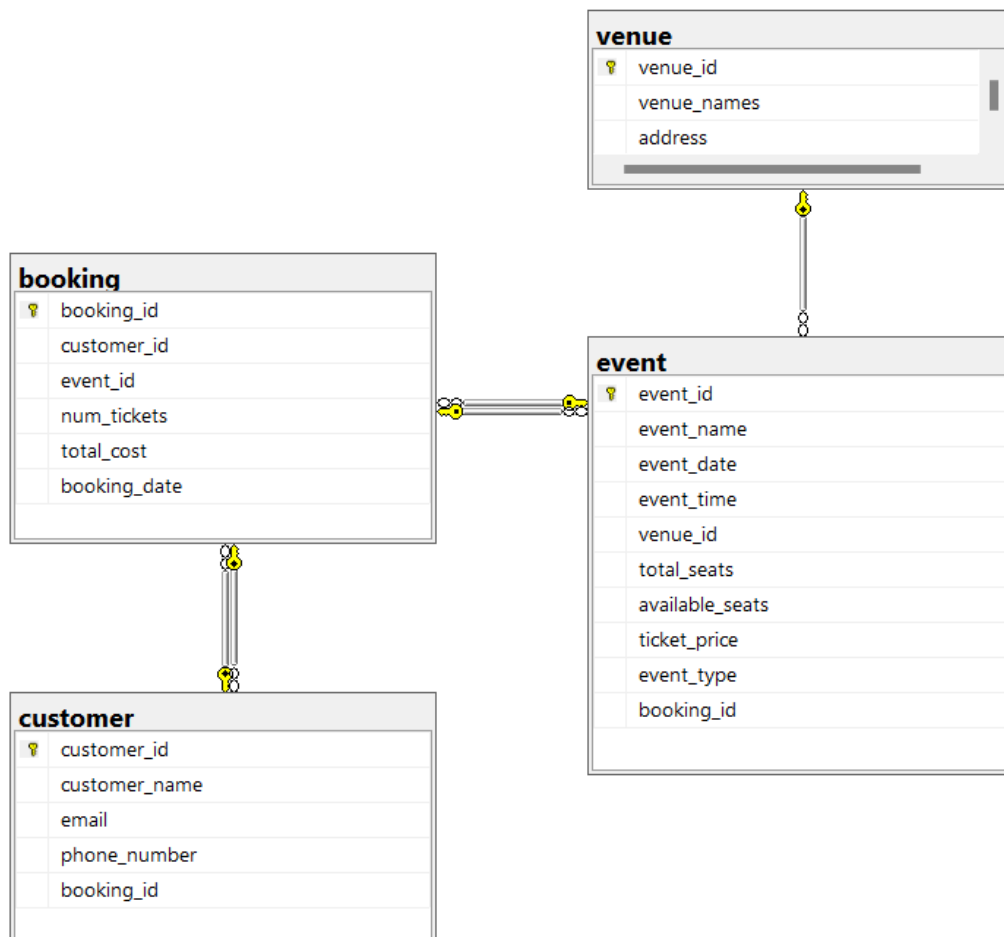 venue
venue_id
venue_names
address
booking
booking_id
customer_id
event_id
num_tickets
total_cost
booking_date
event
event_id
event_name
event_date
event_time
venue_id
total_seats
available_seats
ticket_price
event_type
booking_id
customer
customer_id
customer_name
email
phone_number
booking_id